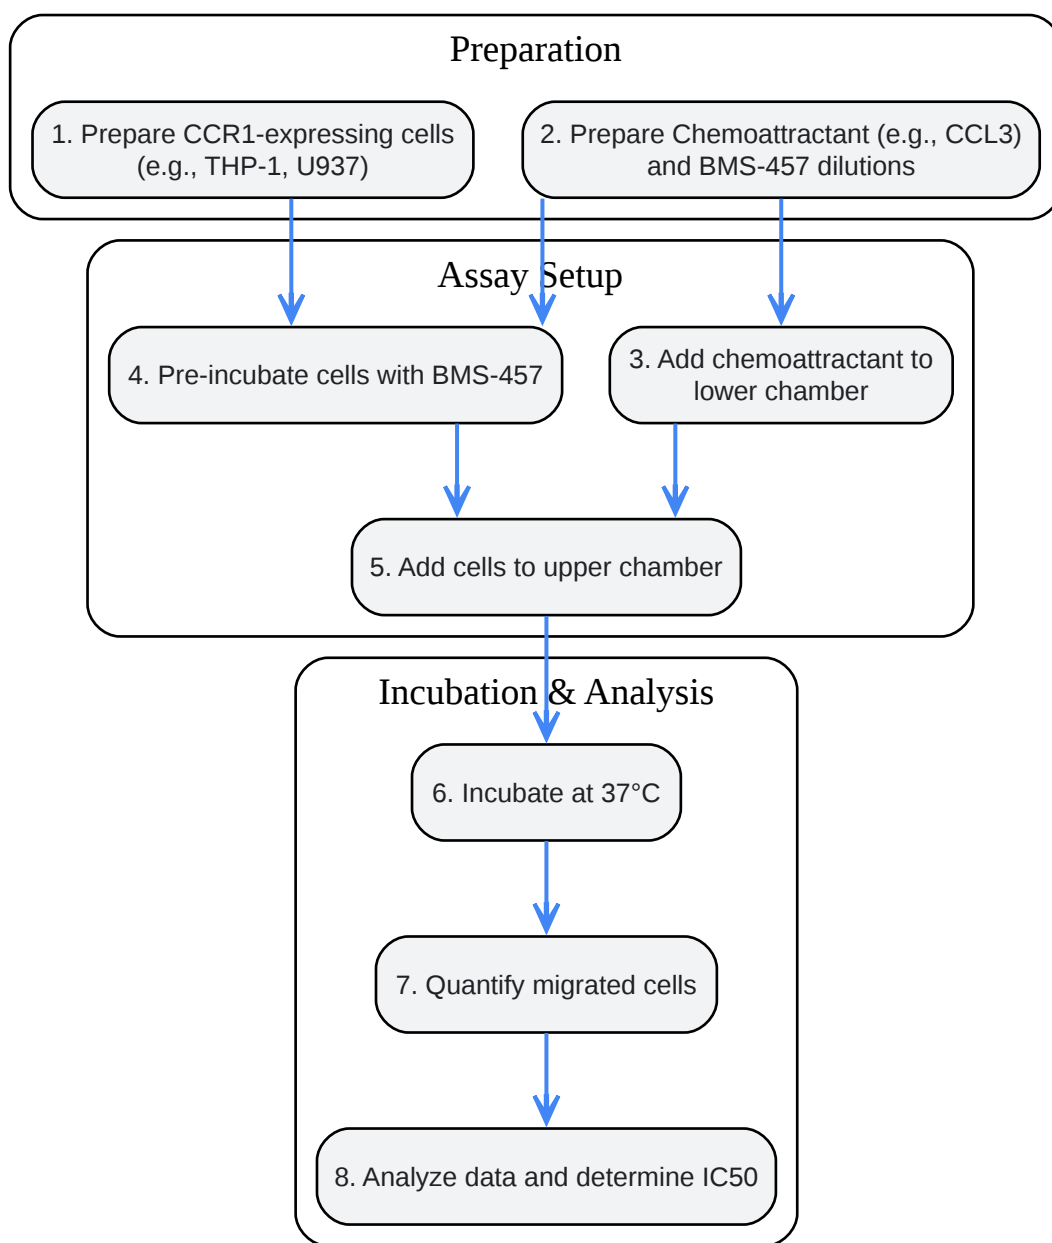 Preparation
1. Prepare CCR1-expressing cells
(e.g., THP-1, U937)
2. Prepare Chemoattractant (e.g., CCL3)
and BMS-457 dilutions
Assay Setup
4. Pre-incubate cells with BMS-457
3. Add chemoattractant to
lower chamber
5. Add cells to upper chamber
Incubation & Analysis
6. Incubate at 37°C
7. Quantify migrated cells
8. Analyze data and determine IC50